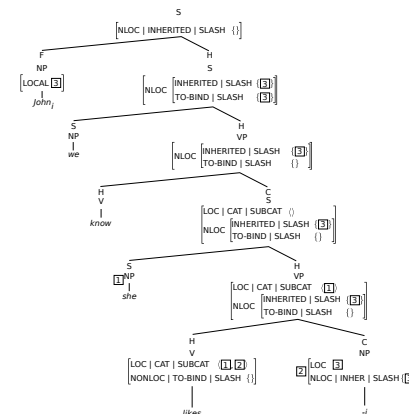 S
[NLOC | INHERITED | SLASH { }]
F H
NP S
[LOCAL 3]
John i
NLOC [INHERITED | SLASH {3}
TO-BIND | SLASH {3}]
S H
NP VP
we
NLOC [INHERITED | SLASH {3}
TO-BIND | SLASH { }]
H C
V S
know
LOC | CAT | SUBCAT ⟨⟩
NLOC [INHERITED | SLASH {3}
TO-BIND | SLASH { }]
S H
1 NP VP
she
LOC | CAT | SUBCAT ⟨1⟩
NLOC [INHERITED | SLASH {3}
TO-BIND | SLASH { }]
H C
V NP
[LOC | CAT | SUBCAT ⟨1, 2⟩
NONLOC | TO-BIND | SLASH { }]
2 [LOC 3
NLOC | INHER | SLASH {3
likes